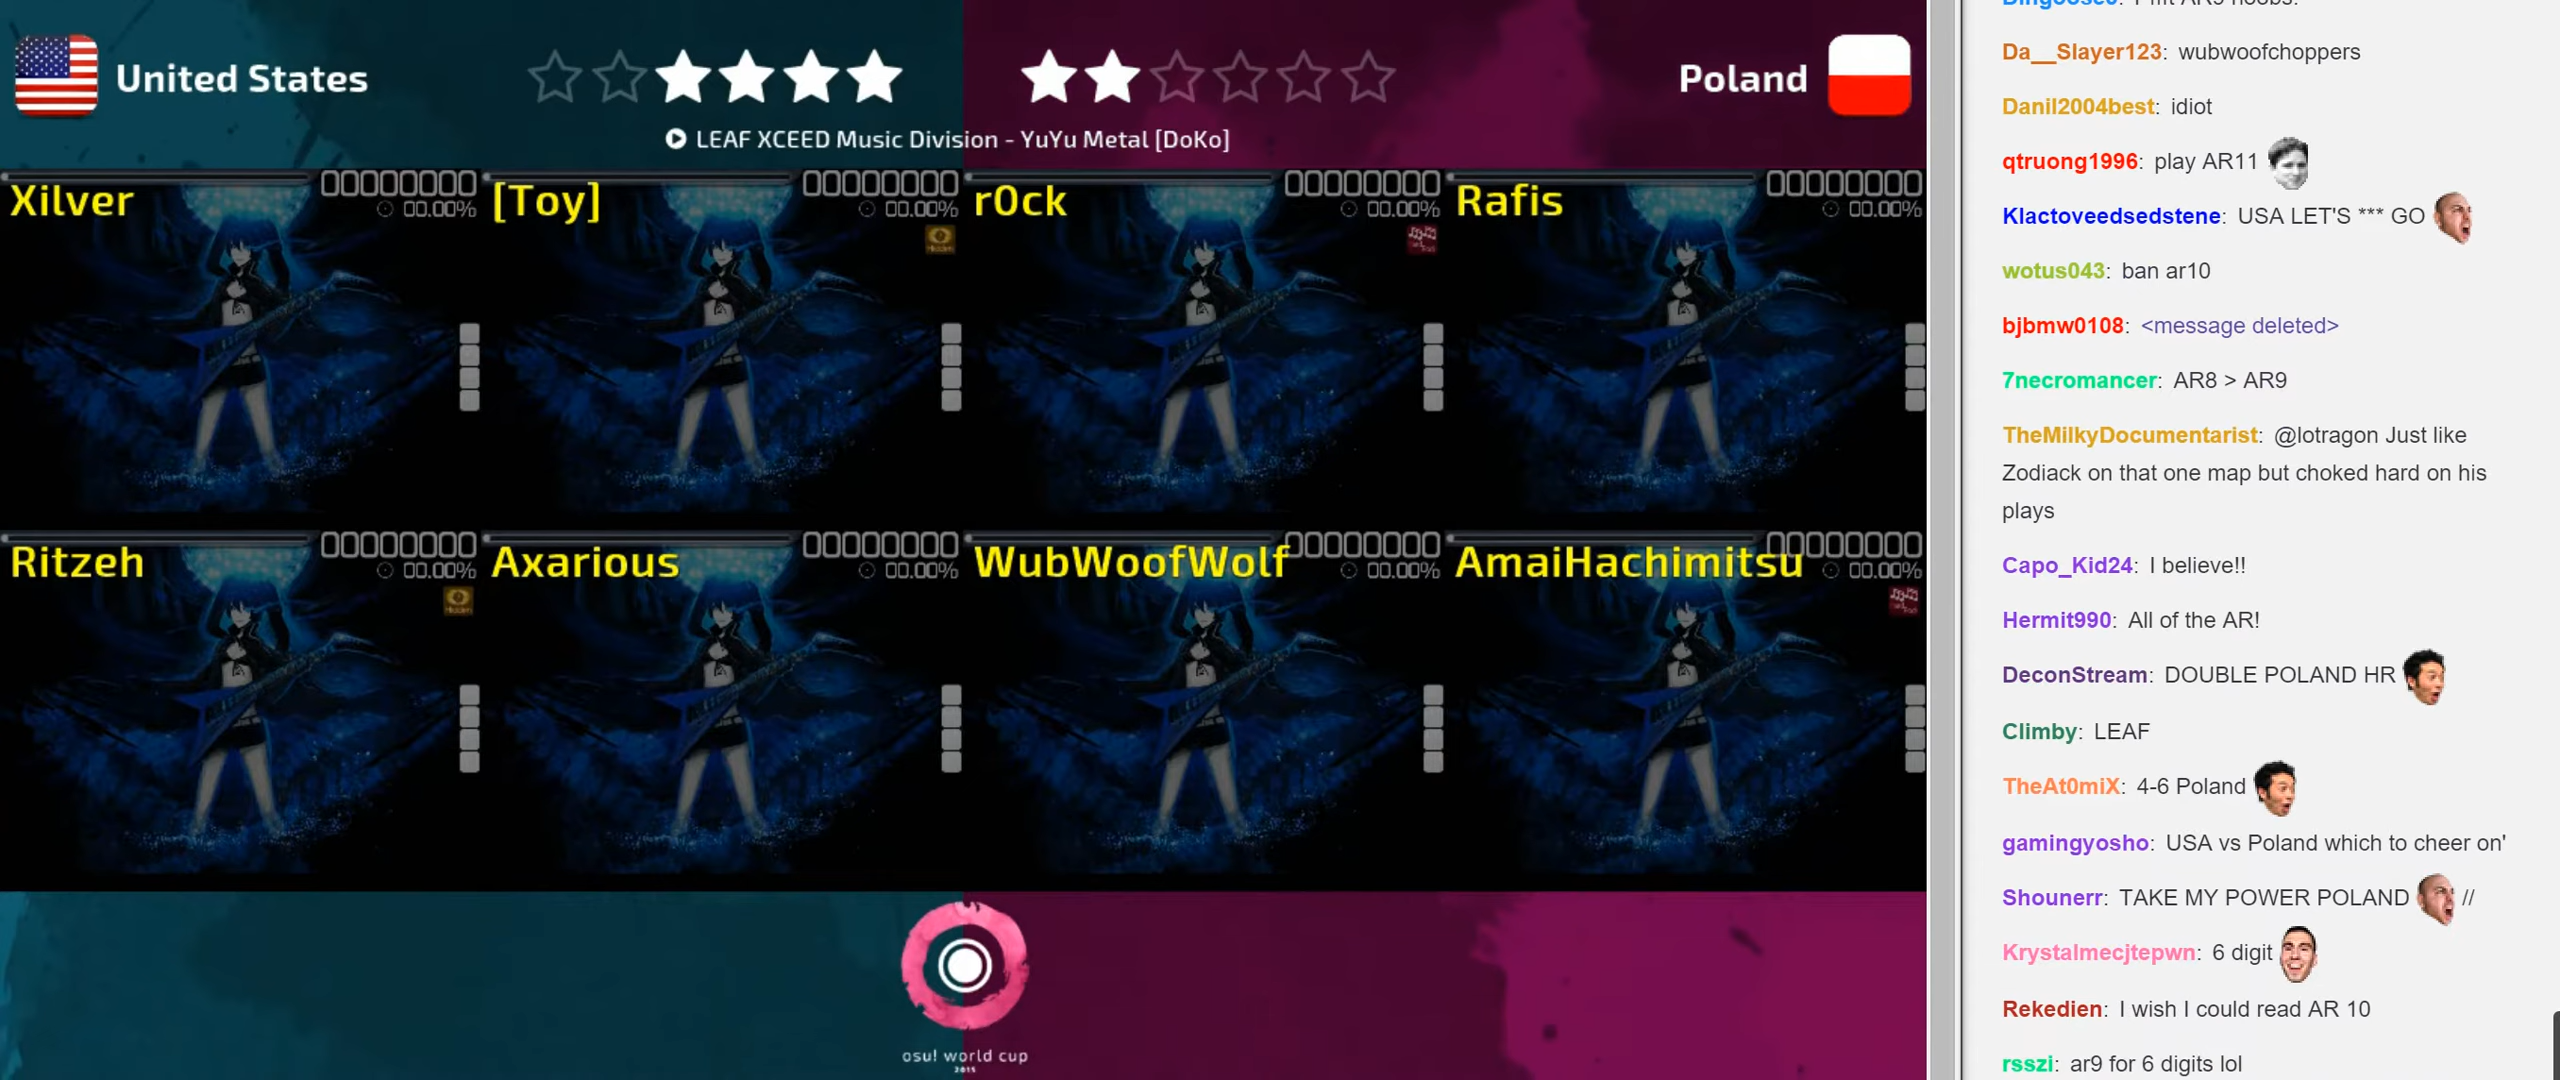 United States
Poland
LEAF XCEED Music Division - YuYu Metal [DoKo]
Xilver
00000000
00.00%
[Toy]
00000000
00.00%
Hidden
r0ck
00000000
00.00%
Rafis
00000000
00.00%
Ritzeh
00000000
00.00%
Hidden
Axarious
00000000
00.00%
WubWoofWolf
00000000
00.00%
AmaiHachimitsu
00000000
00.00%
osu! world cup
2015
Da__Slayer123: wubwoofchoppers
Danil2004best: idiot
qtruong1996: play AR11
Klactoveedsedstene: USA LET'S *** GO
wotus043: ban ar10
bjbmw0108: <message deleted>
7necromancer: AR8 > AR9
TheMilkyDocumentarist: @lotragon Just like
Zodiack on that one map but choked hard on his
plays
Capo_Kid24: I believe!!
Hermit990: All of the AR!
DeconStream: DOUBLE POLAND HR
Climby: LEAF
TheAt0miX: 4-6 Poland
gamingyosho: USA vs Poland which to cheer on'
Shounerr: TAKE MY POWER POLAND //
Krystalmecjtepwn: 6 digit
Rekedien: I wish I could read AR 10
rsszi: ar9 for 6 digits lol